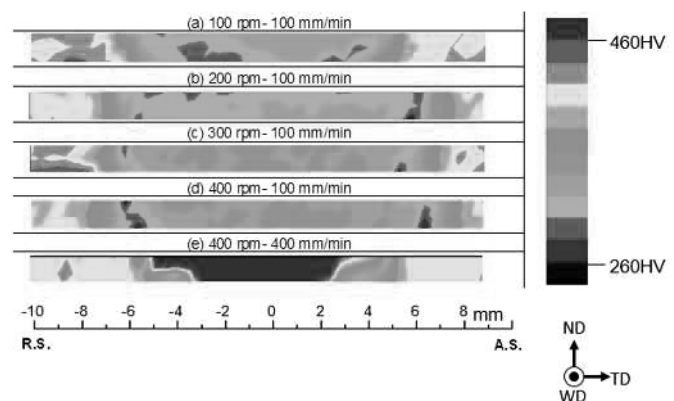 (a) 100 rpm- 100 mm/min
460HV
(b) 200 rpm- 100 mm/min
(c) 300 rpm- 100 mm/min
(d) 400 rpm- 100 mm/min
(e) 400 rpm- 400 mm/min
260HV
-10 -8 -6 -4 -2 0 2 4 6 8 mm
R.S. A.S.
ND
TD
WD